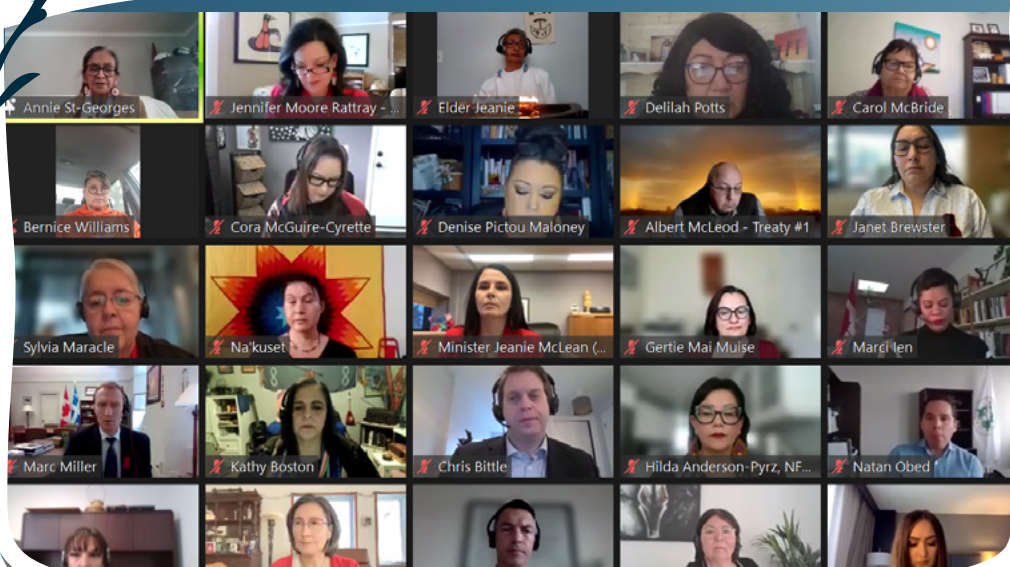 Annie St-Georges
Jennifer Moore Rattray - ...
Elder Jeanie
Delilah Potts
Carol McBride
Bernice Williams
Cora McGuire-Cyrette
Denise Pictou Maloney
Albert McLeod - Treaty #1
Janet Brewster
Sylvia Maracle
Na'kuset
Minister Jeanie McLean (...
Gertie Mai Muise
Marci Ien
Marc Miller
Kathy Boston
Chris Bittle
Hilda Anderson-Pyrz, NF...
Natan Obed